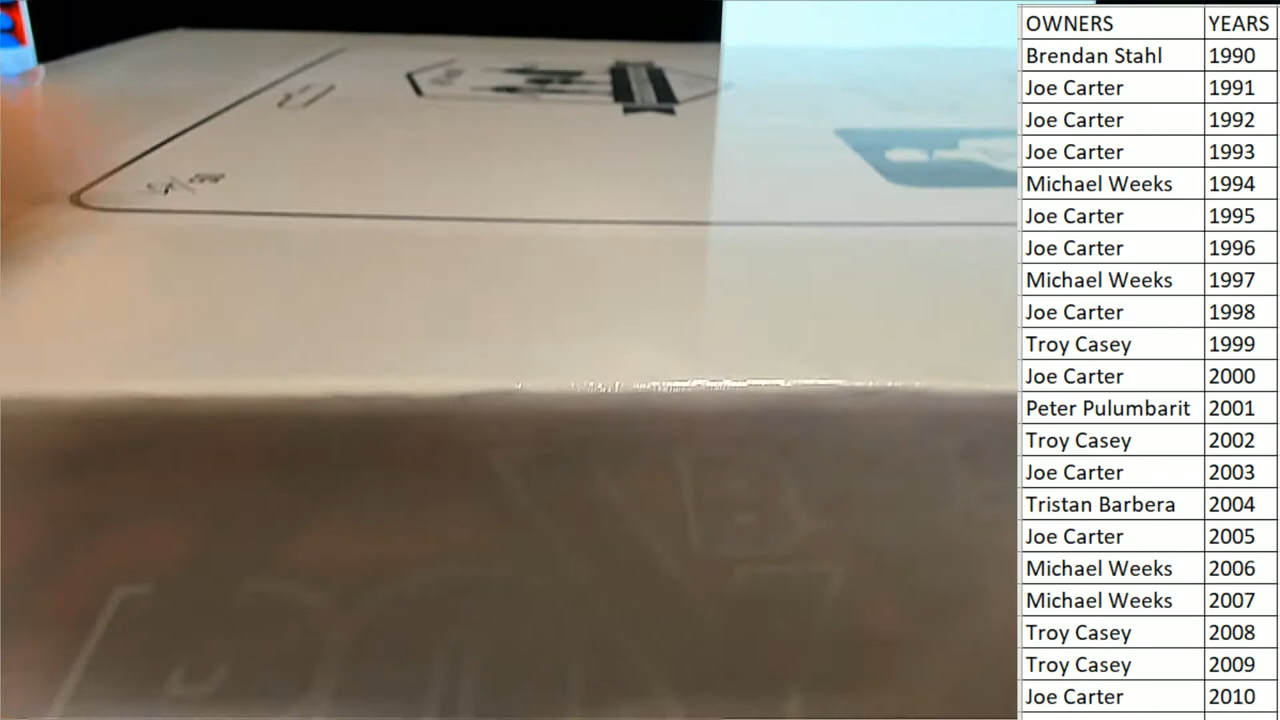 OWNERS YEARS
Brendan Stahl 1990
Joe Carter 1991
Joe Carter 1992
Joe Carter 1993
Michael Weeks 1994
Joe Carter 1995
Joe Carter 1996
Michael Weeks 1997
Joe Carter 1998
Troy Casey 1999
Joe Carter 2000
Peter Pulumbarit 2001
Troy Casey 2002
Joe Carter 2003
Tristan Barbera 2004
Joe Carter 2005
Michael Weeks 2006
Michael Weeks 2007
Troy Casey 2008
Troy Casey 2009
Joe Carter 2010